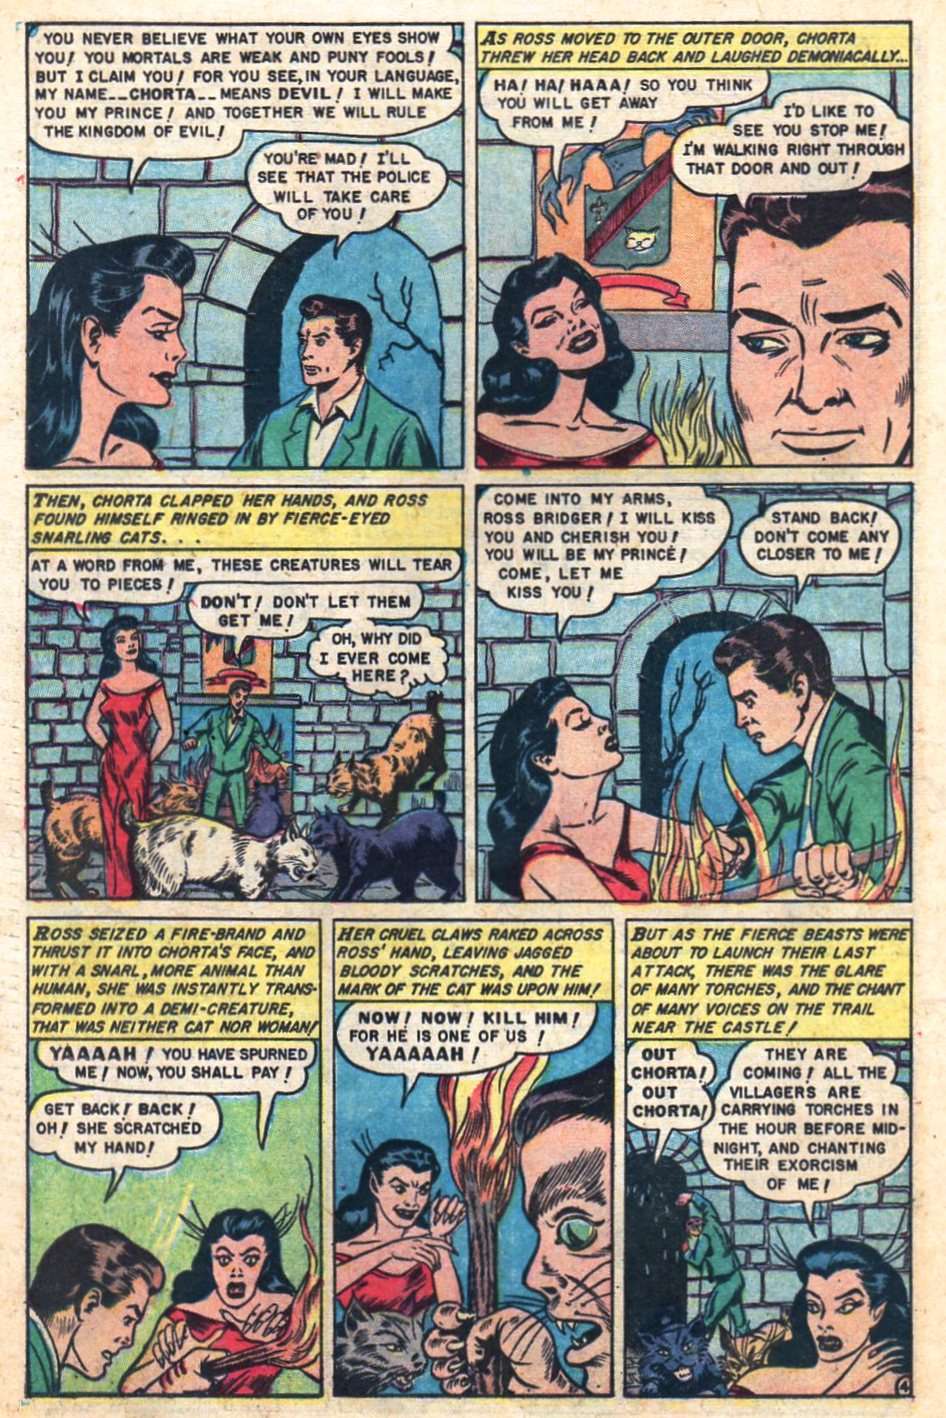 YOU NEVER BELIEVE WHAT YOUR OWN EYES SHOW
YOU! YOU MORTALS ARE WEAK AND PUNY FOOLS!
BUT I CLAIM YOU! FOR YOU SEE, IN YOUR LANGUAGE,
MY NAME--CHORTA--MEANS DEVIL! I WILL MAKE
YOU MY PRINCE! AND TOGETHER WE WILL RULE
THE KINGDOM OF EVIL!
YOU'RE MAD! I'LL
SEE THAT THE POLICE
WILL TAKE CARE
OF YOU!
AS ROSS MOVED TO THE OUTER DOOR, CHORTA
THREW HER HEAD BACK AND LAUGHED DEMONIACALLY...
HA! HA! HAAA! SO YOU THINK
YOU WILL GET AWAY
FROM ME!
I'D LIKE TO
SEE YOU STOP ME!
I'M WALKING RIGHT THROUGH
THAT DOOR AND OUT!
THEN, CHORTA CLAPPED HER HANDS, AND ROSS
FOUND HIMSELF RINGED IN BY FIERCE-EYED
SNARLING CATS...
AT A WORD FROM ME, THESE CREATURES WILL TEAR
YOU TO PIECES!
DON'T! DON'T LET THEM
GET ME!
OH, WHY DID
I EVER COME
HERE?
COME INTO MY ARMS,
ROSS BRIDGER! I WILL KISS
YOU AND CHERISH YOU!
YOU WILL BE MY PRINCE!
COME, LET ME
KISS YOU!
STAND BACK!
DON'T COME ANY
CLOSER TO ME!
ROSS SEIZED A FIRE-BRAND AND
THRUST IT INTO CHORTA'S FACE, AND
WITH A SNARL, MORE ANIMAL THAN
HUMAN, SHE WAS INSTANTLY TRANS-
FORMED INTO A DEMI-CREATURE,
THAT WAS NEITHER CAT NOR WOMAN!
YAAAAH! YOU HAVE SPURNED
ME! NOW, YOU SHALL PAY!
GET BACK! BACK!
OH! SHE SCRATCHED
MY HAND!
HER CRUEL CLAWS RAKED ACROSS
ROSS' HAND, LEAVING JAGGED
BLOODY SCRATCHES, AND THE
MARK OF THE CAT WAS UPON HIM!
NOW! NOW! KILL HIM!
FOR HE IS ONE OF US!
YAAAAAH!
BUT AS THE FIERCE BEASTS WERE
ABOUT TO LAUNCH THEIR LAST
ATTACK, THERE WAS THE GLARE
OF MANY TORCHES, AND THE CHANT
OF MANY VOICES ON THE TRAIL
NEAR THE CASTLE!
OUT
CHORTA!
OUT
CHORTA!
THEY ARE
COMING! ALL THE
VILLAGERS ARE
CARRYING TORCHES IN
THE HOUR BEFORE MID-
NIGHT, AND CHANTING
THEIR EXORCISM
OF ME!
4